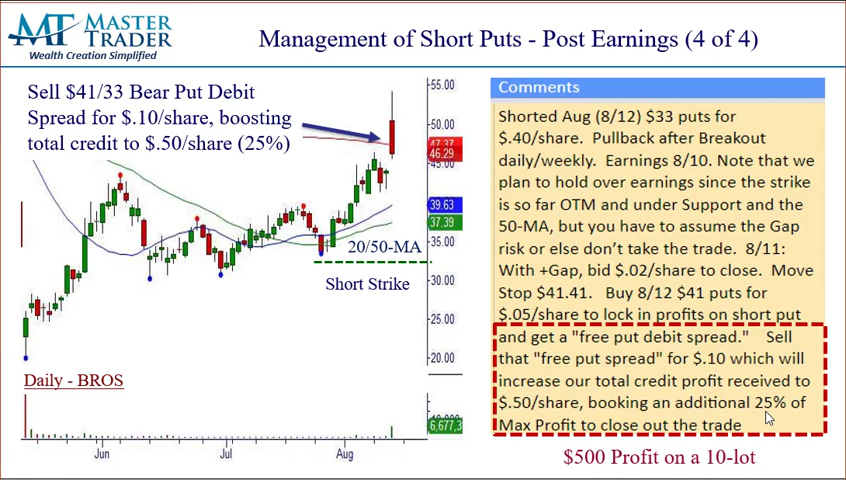 MT MASTER
TRADER
Wealth Creation Simplified
Management of Short Puts - Post Earnings (4 of 4)
Sell $41/33 Bear Put Debit
Spread for $.10/share, boosting
total credit to $.50/share (25%)
55.00
50.00
47.37
46.29
45.00
39.63
37.39
35.00
30.00
25.00
20.00
20/50-MA
Short Strike
Daily - BROS
6,677,3
Jun
Jul
Aug
Comments
Shorted Aug (8/12) $33 puts for
$.40/share. Pullback after Breakout
daily/weekly. Earnings 8/10. Note that we
plan to hold over earnings since the strike
is so far OTM and under Support and the
50-MA, but you have to assume the Gap
risk or else don't take the trade. 8/11:
With +Gap, bid $.02/share to close. Move
Stop $41.41. Buy 8/12 $41 puts for
$.05/share to lock in profits on short put
and get a "free put debit spread." Sell
that "free put spread" for $.10 which will
increase our total credit profit received to
$.50/share, booking an additional 25% of
Max Profit to close out the trade
$500 Profit on a 10-lot